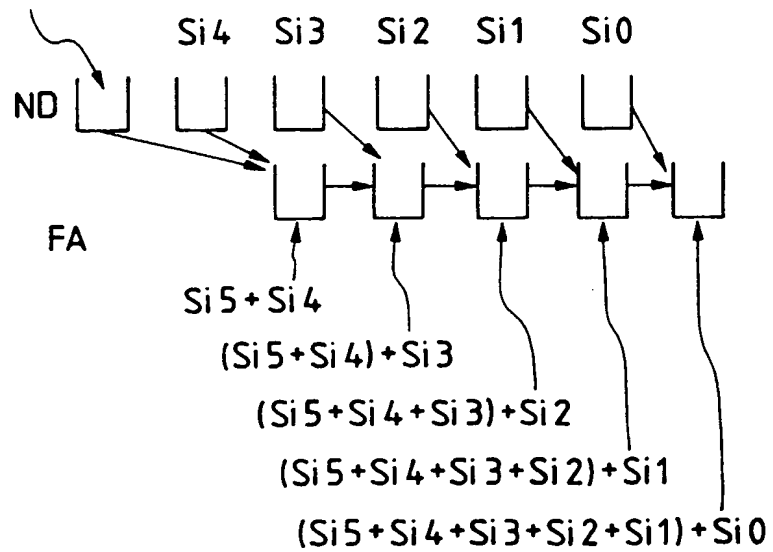 Si4 Si3 Si2 Si1 Si0
ND
FA
Si5+Si4
(Si5+Si4)+Si3
(Si5+Si4+Si3)+Si2
(Si5+Si4+Si3+Si2)+Si1
(Si5+Si4+Si3+Si2+Si1)+Si0